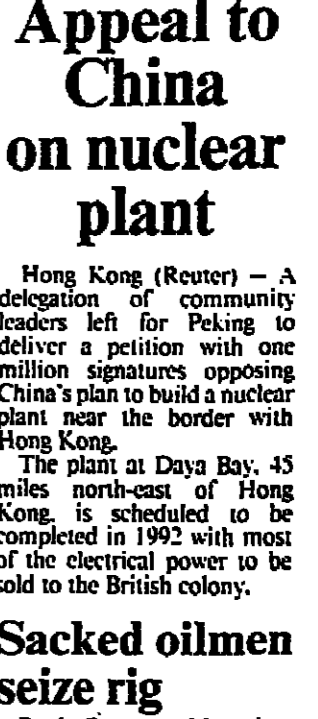 Appeal to
China
on nuclear
plant
Hong Kong (Reuter) — A
delegation of community
leaders left for Peking to
deliver a petition with one
million signatures opposing
China's plan to build a nuclear
plant near the border with
Hong Kong.
The plant at Daya Bay, 45
miles north-east of Hong
Kong, is scheduled to be
completed in 1992 with most
of the electrical power to be
sold to the British colony.
Sacked oilmen
seize rig